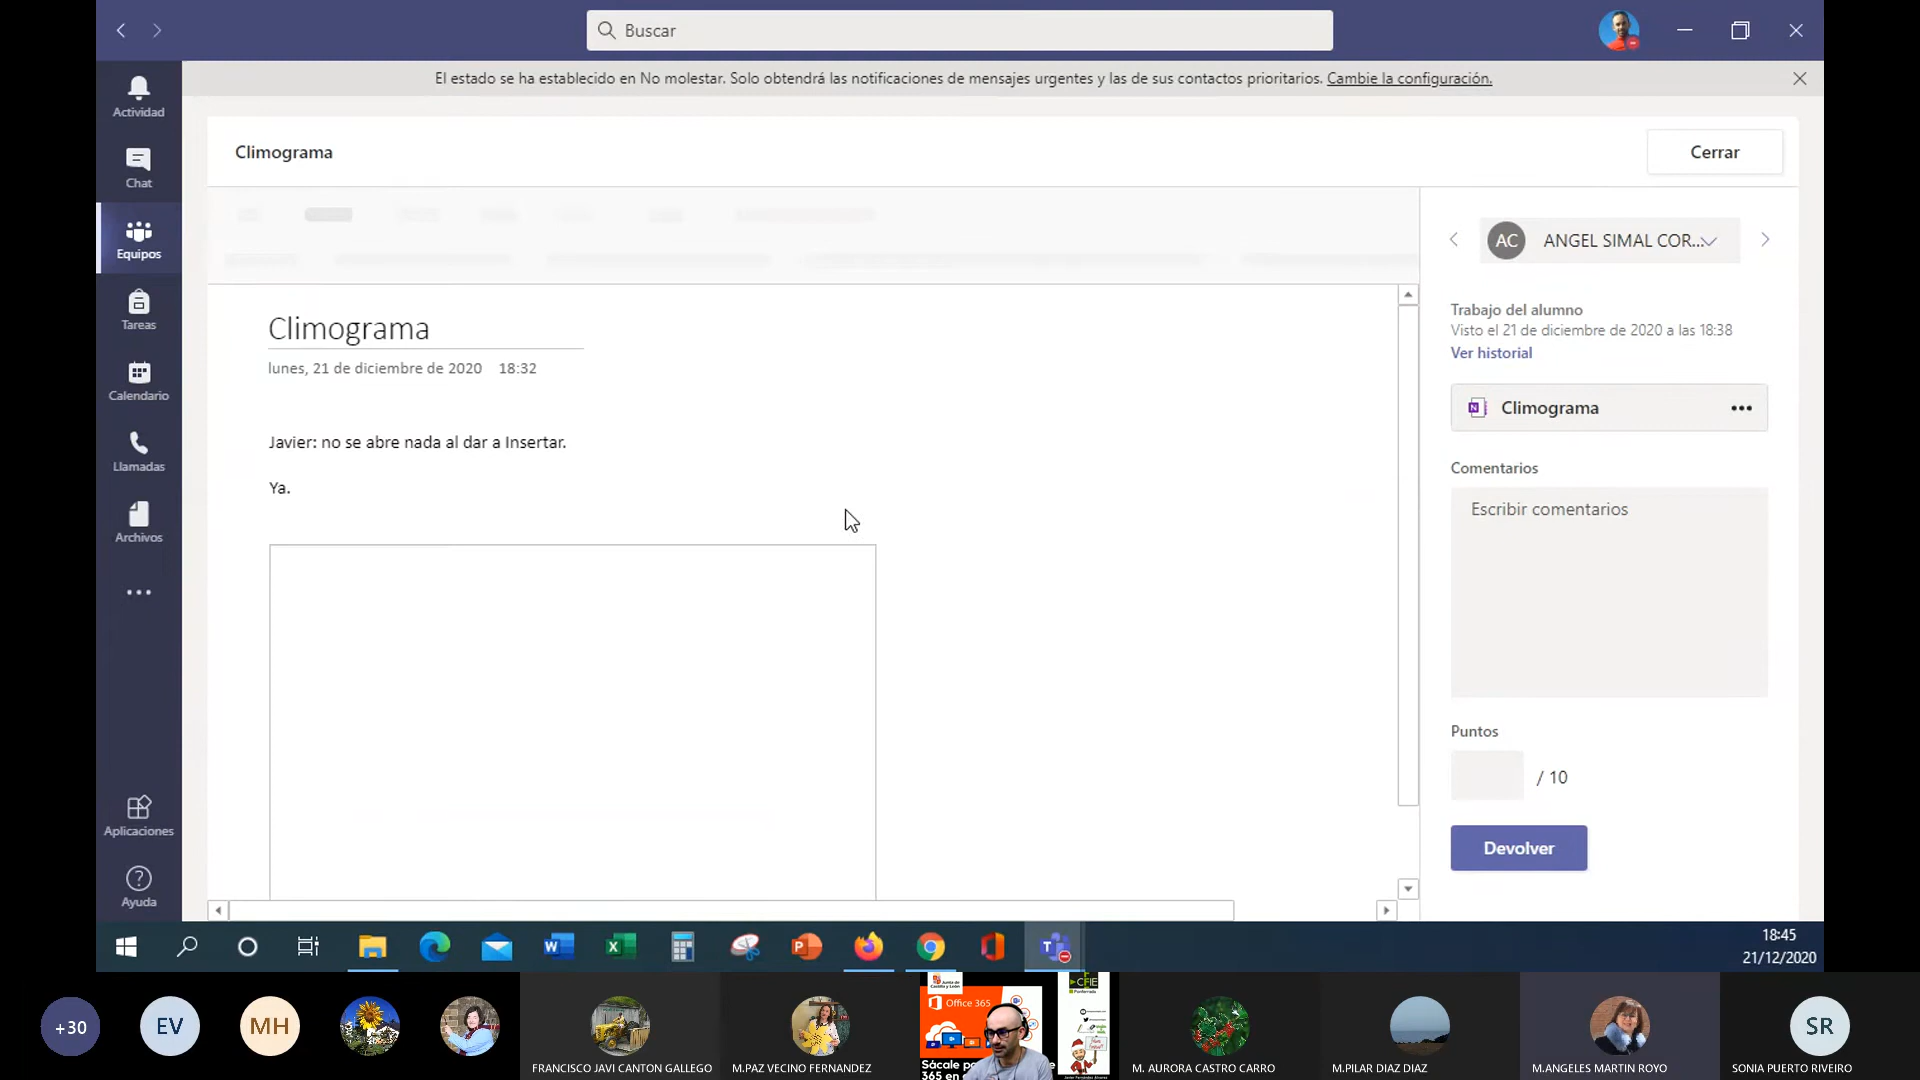 Buscar
El estado se ha establecido en No molestar. Solo obtendrá las notificaciones de mensajes urgentes y las de sus contactos prioritarios. Cambie la configuración.
Actividad
Chat
Equipos
Tareas
Calendario
Llamadas
Archivos
Aplicaciones
Ayuda
Climograma
Cerrar
Climograma
lunes, 21 de diciembre de 2020 18:32
Javier: no se abre nada al dar a Insertar.
Ya.
AC ANGEL SIMAL COR...
Trabajo del alumno
Visto el 21 de diciembre de 2020 a las 18:38
Ver historial
N Climograma
Comentarios
Escribir comentarios
Puntos
/ 10
Devolver
18:45
21/12/2020
+30
EV
MH
FRANCISCO JAVI CANTON GALLEGO
M.PAZ VECINO FERNANDEZ
Junta de
Castilla y León
Office 365
CFIE
M. AURORA CASTRO CARRO
M.PILAR DIAZ DIAZ
M.ANGELES MARTIN ROYO
SR
SONIA PUERTO RIVEIRO